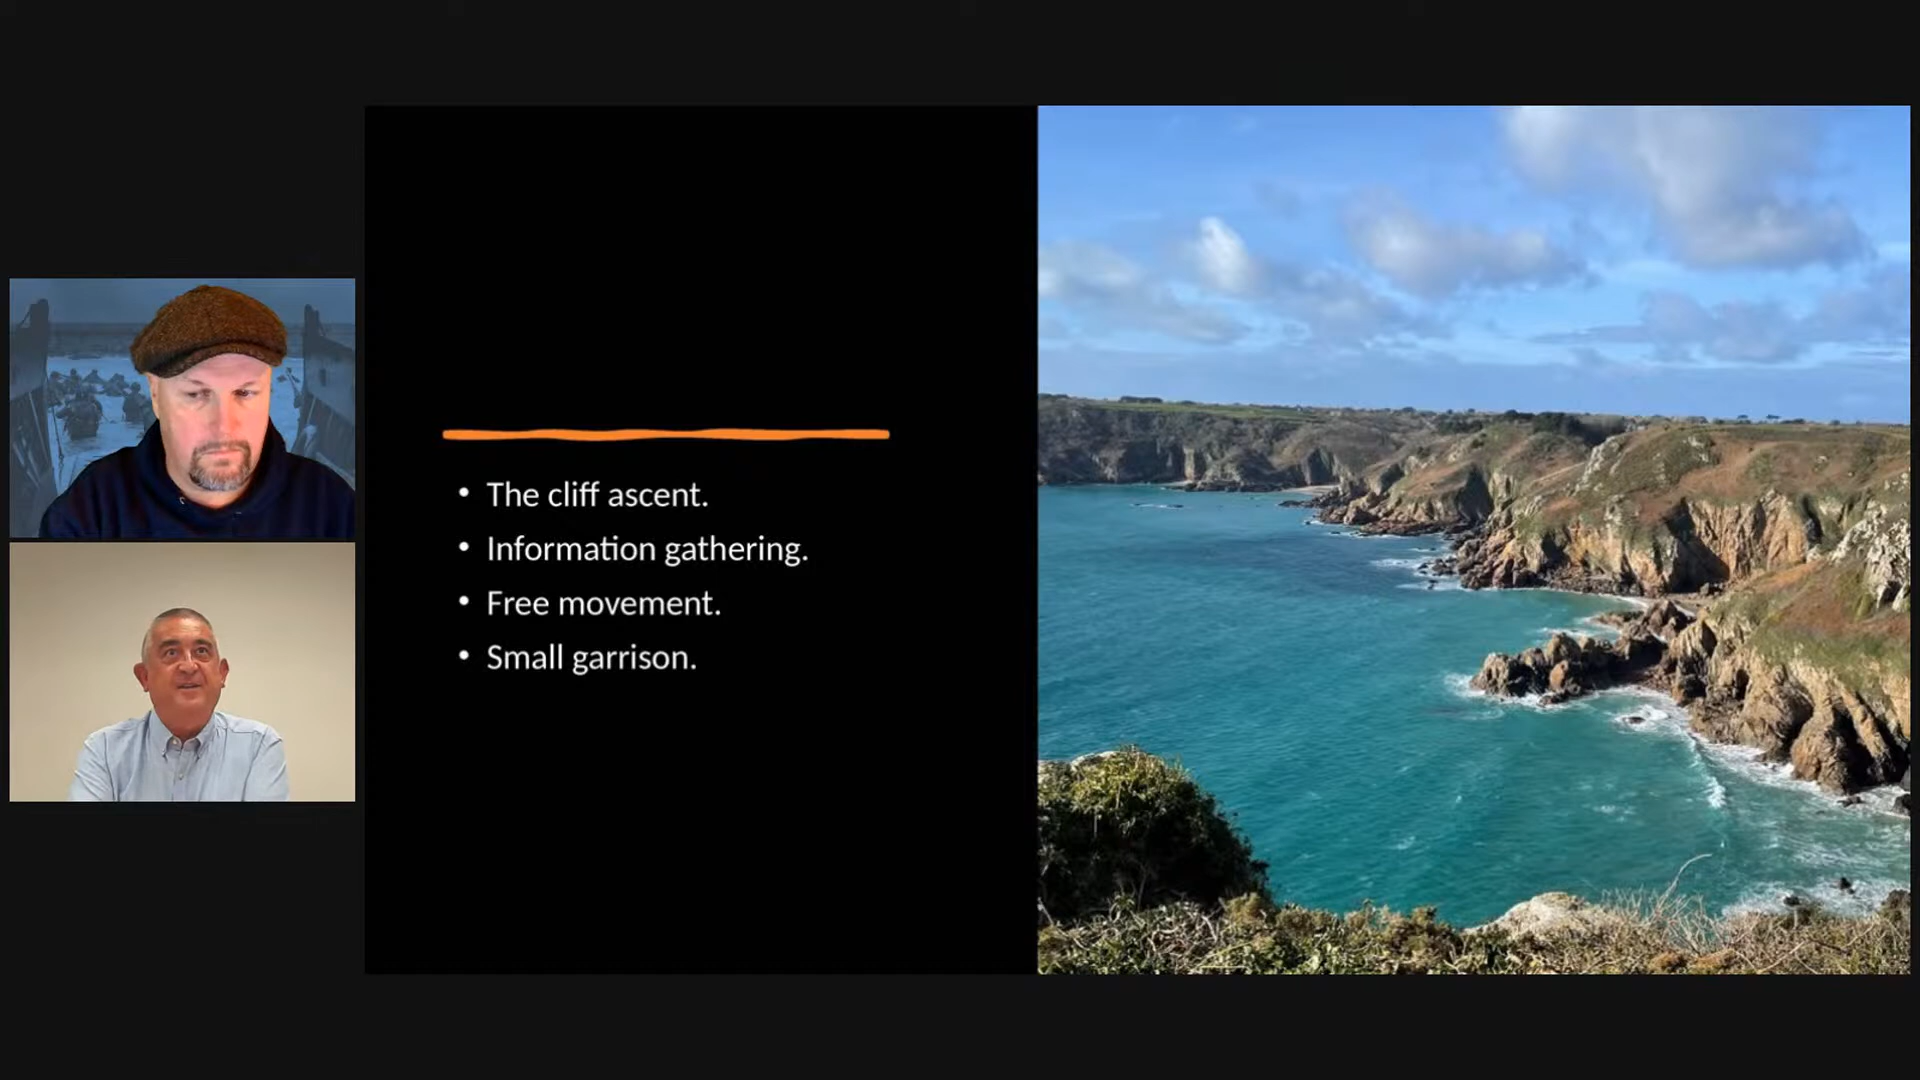 • The cliff ascent.
• Information gathering.
• Free movement.
• Small garrison.